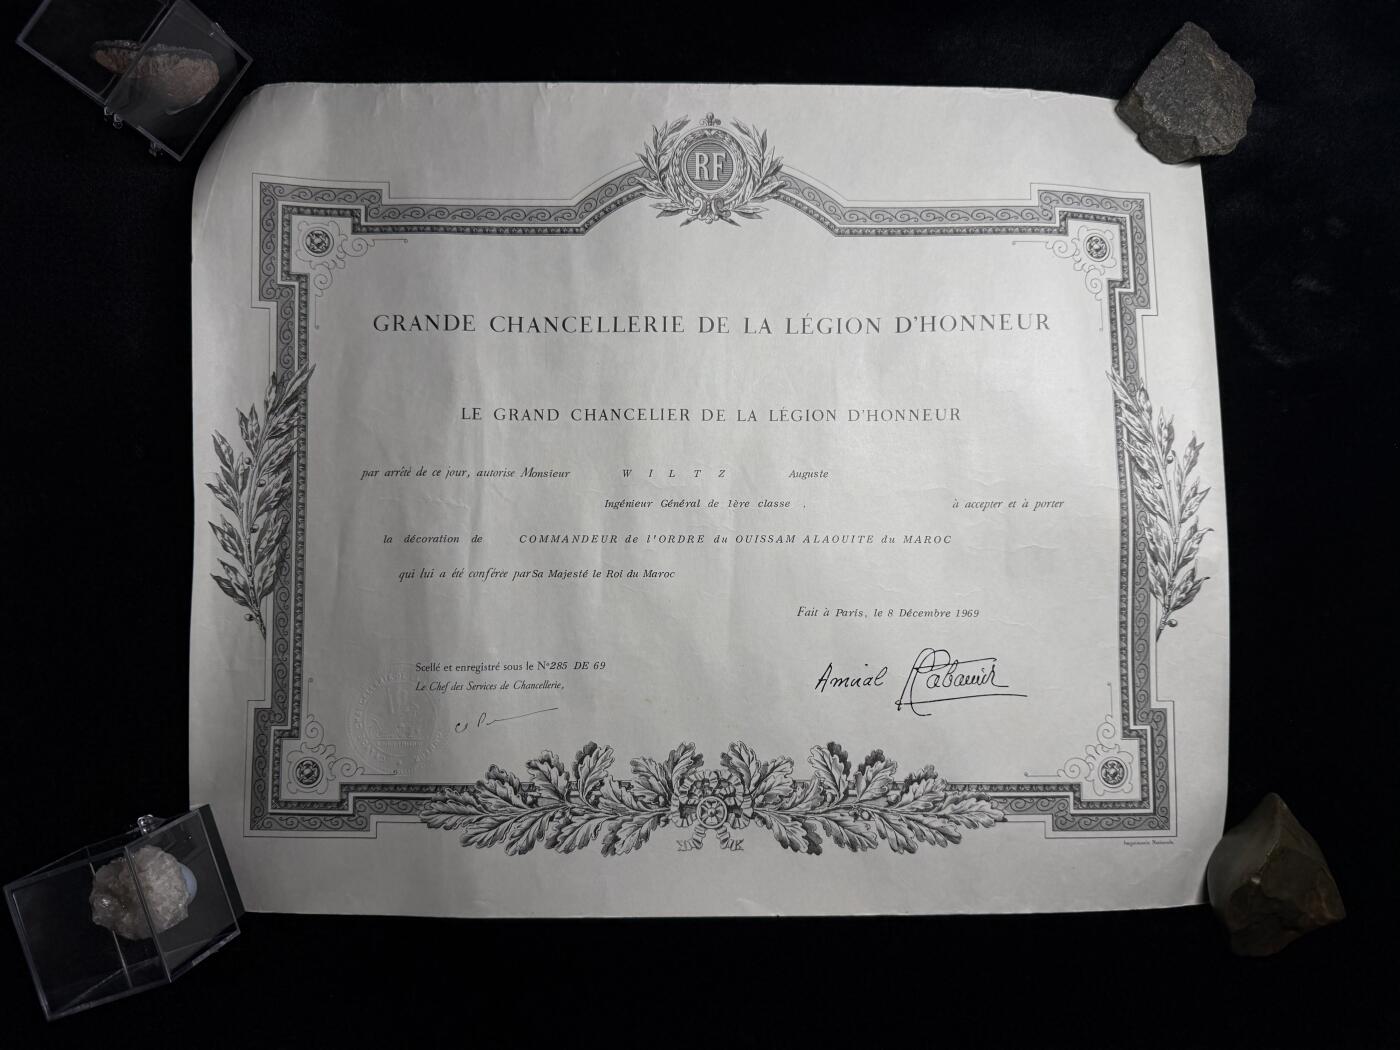 RF
GRANDE CHANCELLERIE DE LA LÉGION D'HONNEUR
LE GRAND CHANCELIER DE LA LÉGION D'HONNEUR
par arrêté de ce jour, autorise Monsieur W I L T Z Auguste
Ingénieur Général de 1ère classe , à accepter et à porter
la décoration de COMMANDEUR de l'ORDRE du OUISSAM ALAOUITE du MAROC
qui lui a été conférée par Sa Majesté le Roi du Maroc
Fait à Paris, le 8 Décembre 1969
Scellé et enregistré sous le N° 285 DE 69
Le Chef des Services de Chancellerie,
Amiral Cabanier
Imprimerie Nationale.